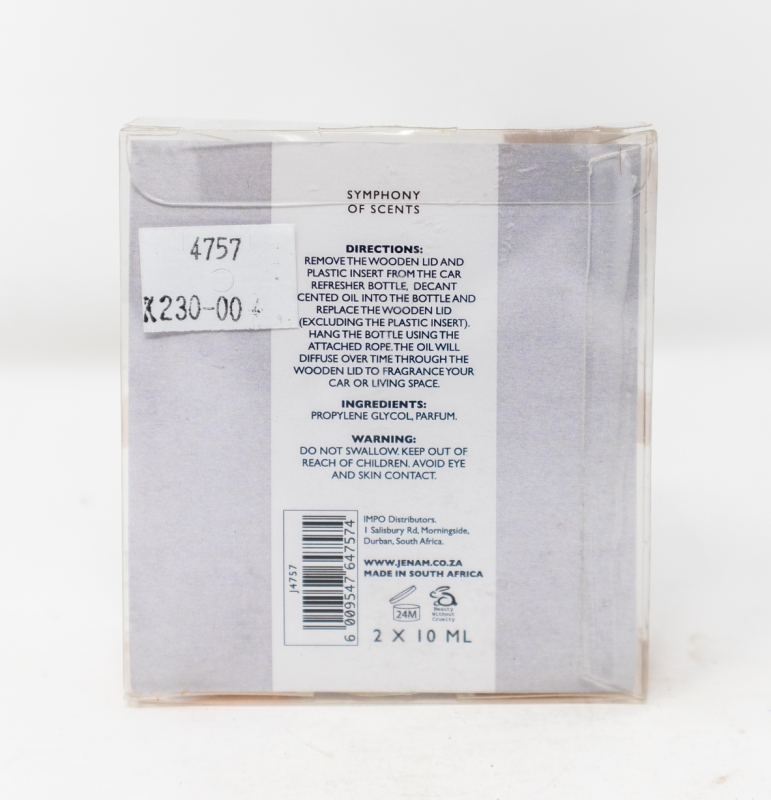 SYMPHONY
OF SCENTS
4757
K230-00
DIRECTIONS:
REMOVE THE WOODEN LID AND
PLASTIC INSERT FROM THE CAR
REFRESHER BOTTLE, DECANT
CENTED OIL INTO THE BOTTLE AND
REPLACE THE WOODEN LID
(EXCLUDING THE PLASTIC INSERT).
HANG THE BOTTLE USING THE
ATTACHED ROPE.THE OIL WILL
DIFFUSE OVER TIME THROUGH THE
WOODEN LID TO FRAGRANCE YOUR
CAR OR LIVING SPACE.
INGREDIENTS:
PROPYLENE GLYCOL, PARFUM.
WARNING:
DO NOT SWALLOW. KEEP OUT OF
REACH OF CHILDREN. AVOID EYE
AND SKIN CONTACT.
J4757
6 009547 647574
IMPO Distributors.
1 Salisbury Rd, Morningside,
Durban, South Africa.
WWW.JENAM.CO.ZA
MADE IN SOUTH AFRICA
24M
Beauty
Without
Cruelty
2 X 10 ML